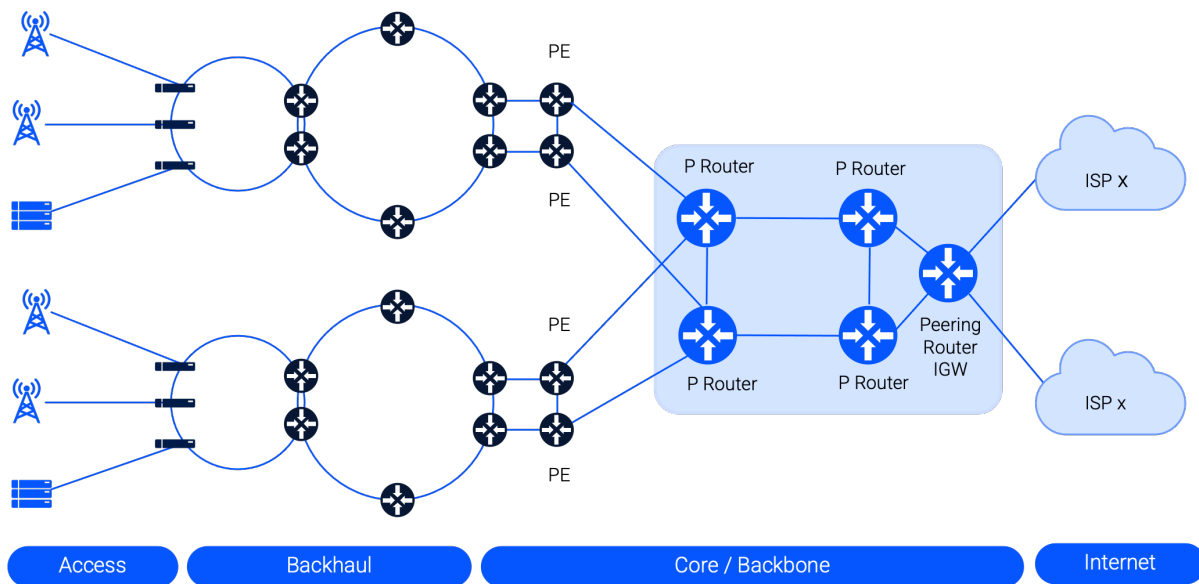 PE
PE
P Router
P Router
ISP x
P Router
P Router
Peering
Router
IGW
PE
PE
ISP x
Access
Backhaul
Core / Backbone
Internet